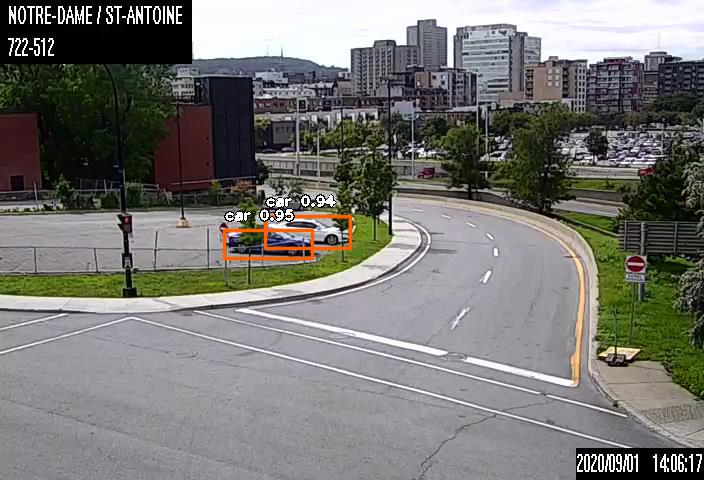 NOTRE-DAME / ST-ANTOINE
722-512
car 0.94
car 0.95
2020/09/01 14:06:17